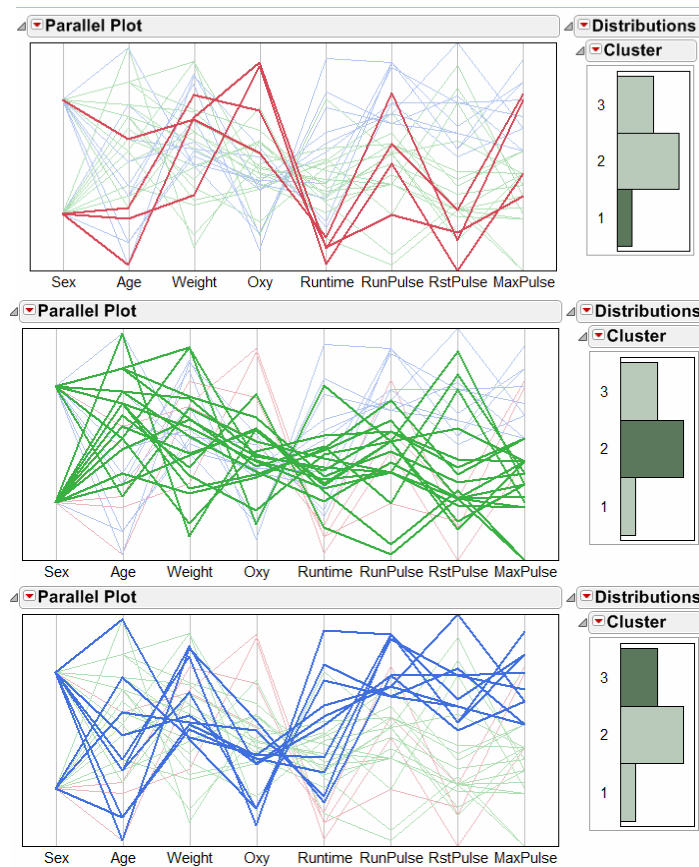 Parallel Plot
Distributions
Cluster
3
2
1
Sex Age Weight Oxy Runtime RunPulse RstPulse MaxPulse
Parallel Plot
Distributions
Cluster
3
2
1
Sex Age Weight Oxy Runtime RunPulse RstPulse MaxPulse
Parallel Plot
Distributions
Cluster
3
2
1
Sex Age Weight Oxy Runtime RunPulse RstPulse MaxPulse